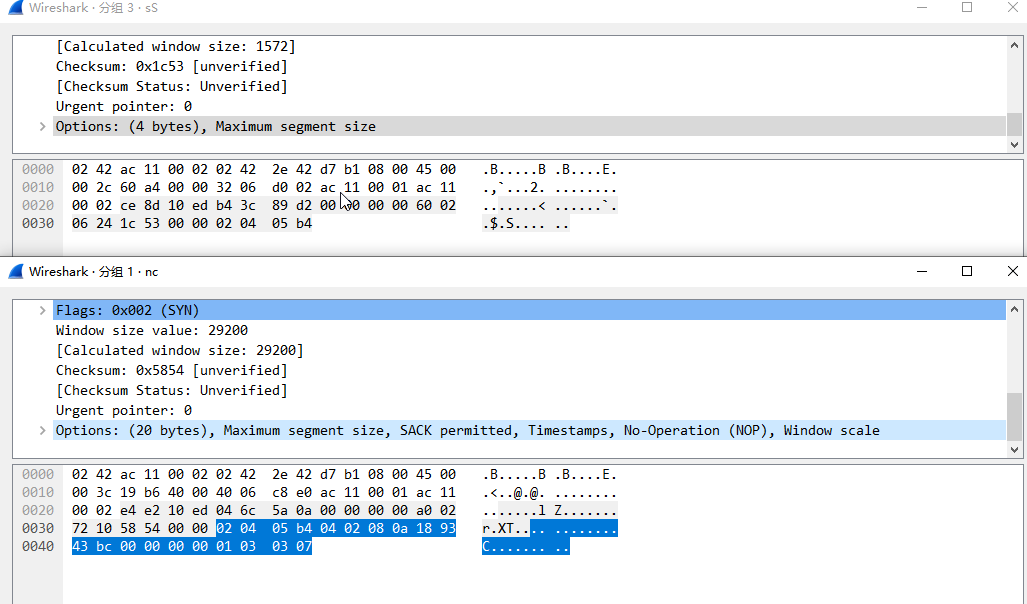 Wireshark · 分组 3 · sS
[Calculated window size: 1572]
Checksum: 0x1c53 [unverified]
[Checksum Status: Unverified]
Urgent pointer: 0
Options: (4 bytes), Maximum segment size
0000 02 42 ac 11 00 02 02 42 2e 42 d7 b1 08 00 45 00 .B.....B .B....E.
0010 00 2c 60 a4 00 00 32 06 d0 02 ac 11 00 01 ac 11 .,`...2. ........
0020 00 02 ce 8d 10 ed b4 3c 89 d2 00 00 00 00 60 02 .......< ......`.
0030 06 24 1c 53 00 00 02 04 05 b4 .$.S.... ..
Wireshark · 分组 1 · nc
Flags: 0x002 (SYN)
Window size value: 29200
[Calculated window size: 29200]
Checksum: 0x5854 [unverified]
[Checksum Status: Unverified]
Urgent pointer: 0
Options: (20 bytes), Maximum segment size, SACK permitted, Timestamps, No-Operation (NOP), Window scale
0000 02 42 ac 11 00 02 02 42 2e 42 d7 b1 08 00 45 00 .B.....B .B....E.
0010 00 3c 19 b6 40 00 40 06 c8 e0 ac 11 00 01 ac 11 .<..@.@. ........
0020 00 02 e4 e2 10 ed 04 6c 5a 0a 00 00 00 00 a0 02 .......l Z.......
0030 72 10 58 54 00 00 02 04 05 b4 04 02 08 0a 18 93 r.XT.... ........
0040 43 bc 00 00 00 00 01 03 03 07 C....... ..